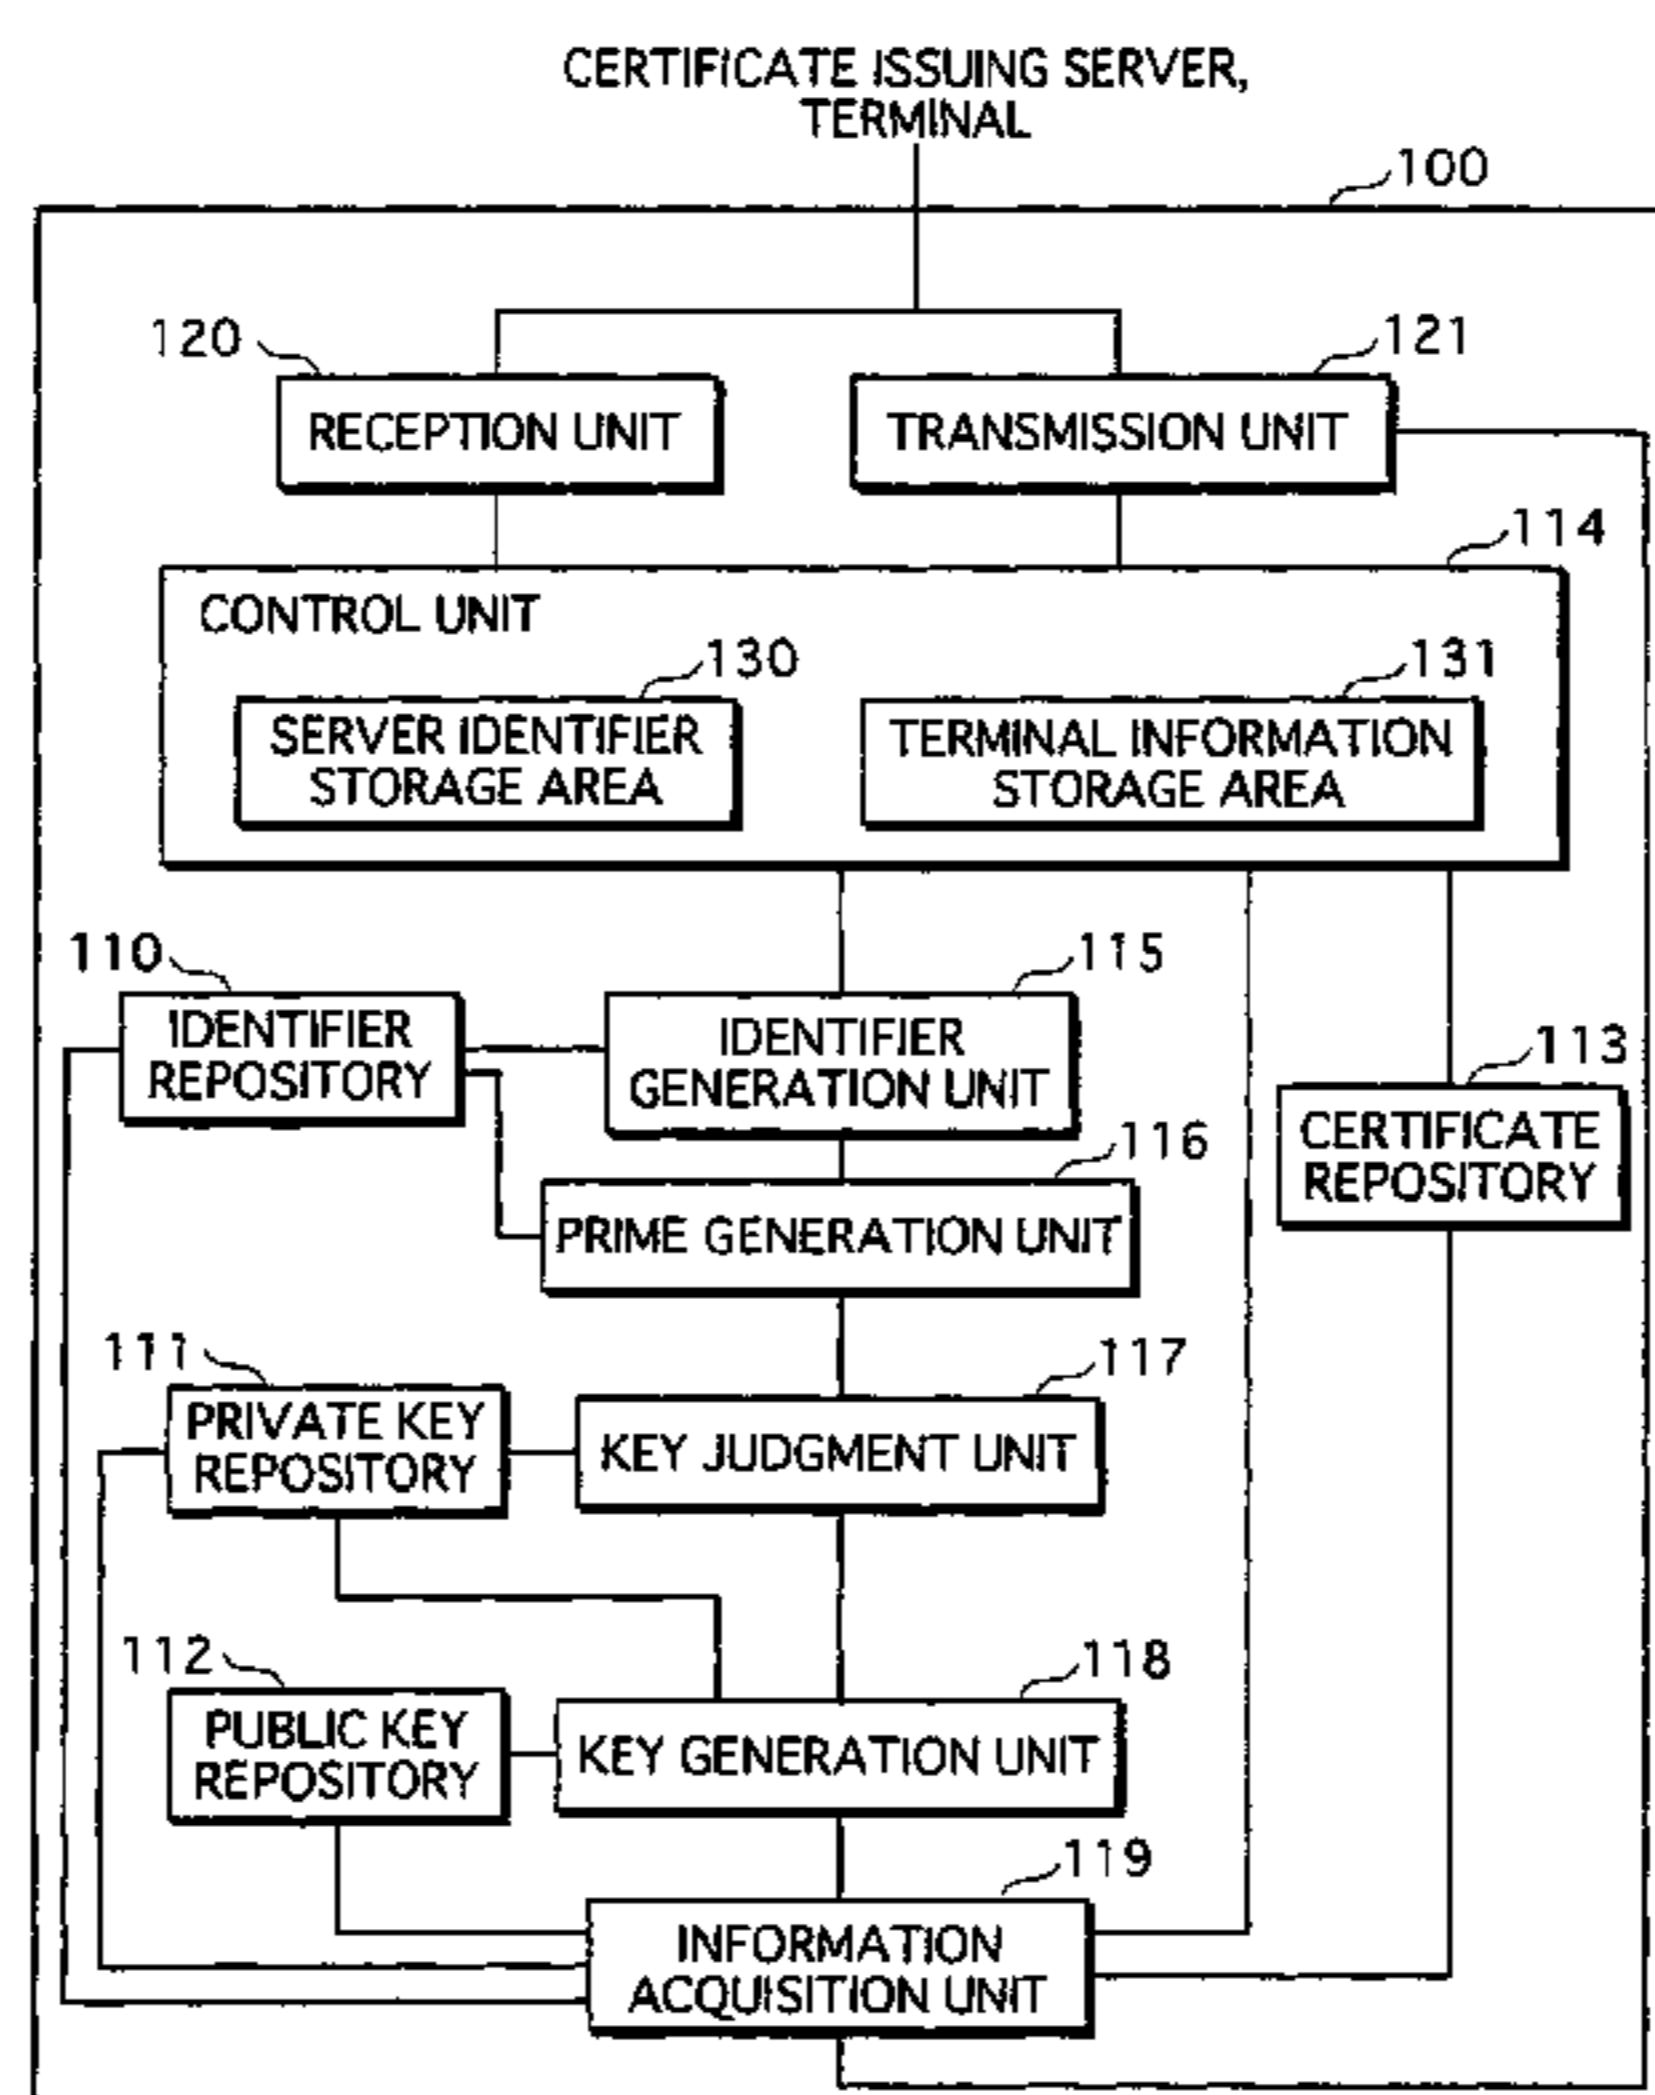 CERTIFICATE ISSUING SERVER,
TERMINAL
100
120
121
RECEPTION UNIT
TRANSMISSION UNIT
114
CONTROL UNIT
130
131
SERVER IDENTIFIER
STORAGE AREA
TERMINAL INFORMATION
STORAGE AREA
110
115
IDENTIFIER
REPOSITORY
IDENTIFIER
GENERATION UNIT
113
CERTIFICATE
REPOSITORY
116
PRIME GENERATION UNIT
111
117
PRIVATE KEY
REPOSITORY
KEY JUDGMENT UNIT
112
118
PUBLIC KEY
REPOSITORY
KEY GENERATION UNIT
119
INFORMATION
ACQUISITION UNIT